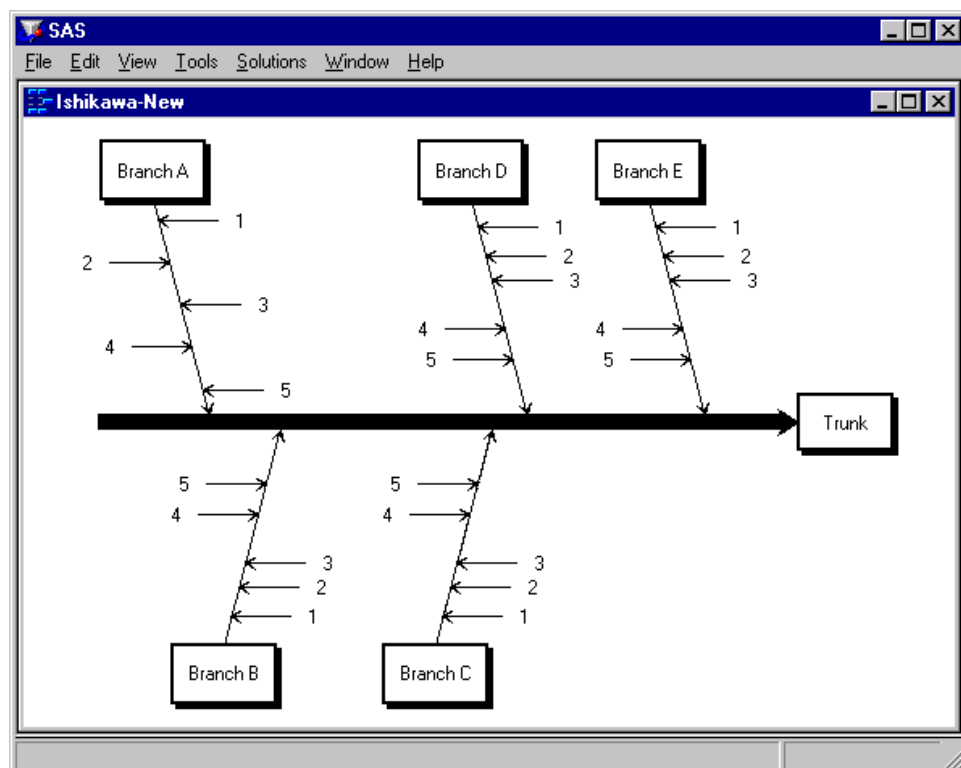 SAS
File Edit View Tools Solutions Window Help
Ishikawa-New
Branch A Branch D Branch E
1 1 1
2 2 2
3 3 3
4 4 4
5 5 5
Trunk
5 5
4 4
3 3
2 2
1 1
Branch B Branch C